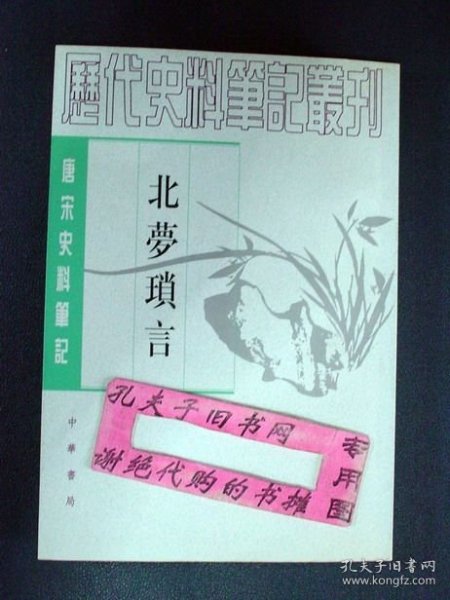 歷代史料筆記叢刊
唐宋史料筆記
北夢瑣言
中華書局
孔夫子旧书网
谢绝代购的书摊
专用图
孔夫子旧书网
www.kongfz.com